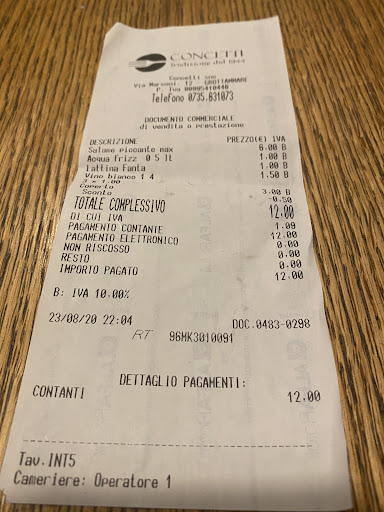 CONCETTI
Tradizione dal 1944
Concetti snc
Via Marconi, 12 - GROTTAMMARE
P. Iva 00895410446
Telefono 0735.631073
DOCUMENTO COMMERCIALE
di vendita o prestazione
DESCRIZIONE PREZZO(€) IVA
Salame piccante max 6.00 B
Acqua frizz 0 5 lt 1.00 B
lattina fanta 1.00 B
Vino bianco 1 4 1.50 B
3 x 1.00
Coperto 3.00 B
Sconto -0.50
TOTALE COMPLESSIVO 12,00
DI CUI IVA 1.09
PAGAMENTO CONTANTE 12.00
PAGAMENTO ELETTRONICO 0.00
NON RISCOSSO 0.00
RESTO 0.00
IMPORTO PAGATO 12.00
B: IVA 10,00%
23/08/20 22:04 DOC.0483-0298
RT 96MK3010091
DETTAGLIO PAGAMENTI:
CONTANTI 12,00
Tav.INT5
Cameriere: Operatore 1